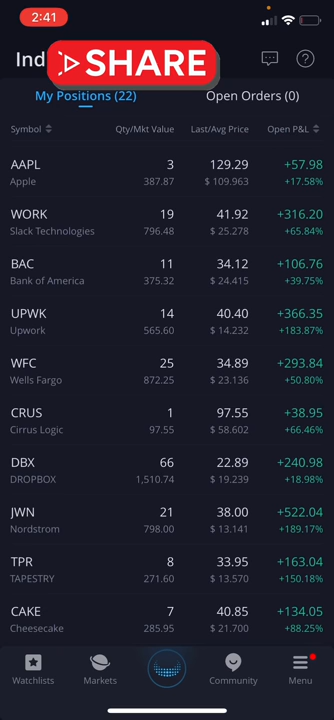 2:41
Ind
SHARE
My Positions (22) Open Orders (0)
Symbol Qty/Mkt Value Last/Avg Price Open P&L
AAPL 3 129.29 +57.98
Apple 387.87 $ 109.963 +17.58%
WORK 19 41.92 +316.20
Slack Technologies 796.48 $ 25.278 +65.84%
BAC 11 34.12 +106.76
Bank of America 375.32 $ 24.415 +39.75%
UPWK 14 40.40 +366.35
Upwork 565.60 $ 14.232 +183.87%
WFC 25 34.89 +293.84
Wells Fargo 872.25 $ 23.136 +50.80%
CRUS 1 97.55 +38.95
Cirrus Logic 97.55 $ 58.602 +66.46%
DBX 66 22.89 +240.98
DROPBOX 1,510.74 $ 19.239 +18.98%
JWN 21 38.00 +522.04
Nordstrom 798.00 $ 13.141 +189.17%
TPR 8 33.95 +163.04
TAPESTRY 271.60 $ 13.570 +150.18%
CAKE 7 40.85 +134.05
Cheesecake 285.95 $ 21.700 +88.25%
Watchlists Markets Community Menu